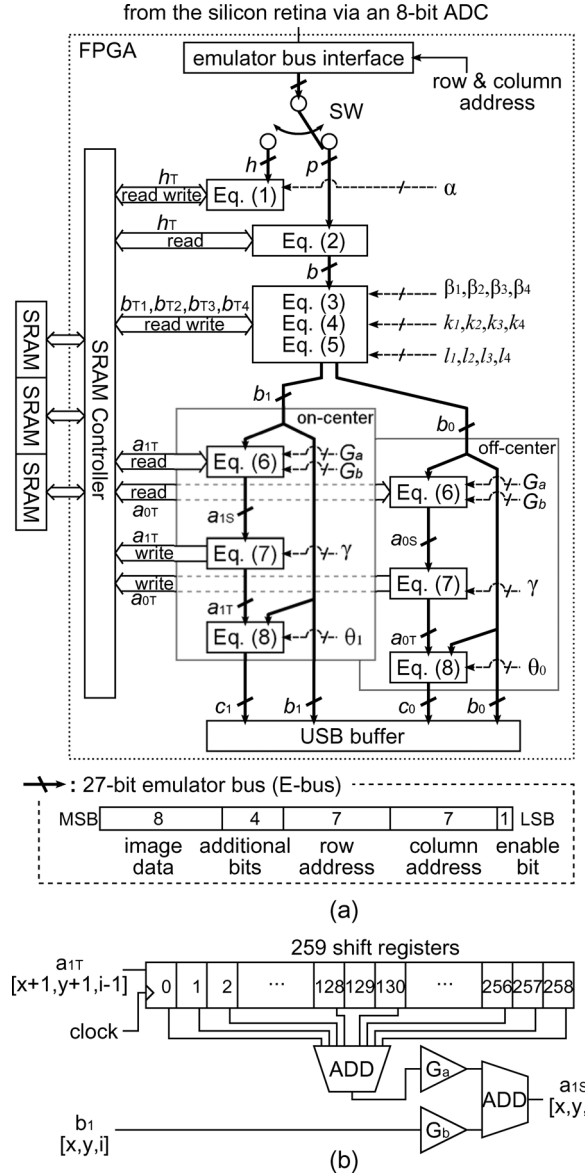 from the silicon retina via an 8-bit ADC
FPGA
emulator bus interface
row & column
address
SW
h
p
hT
read write
Eq. (1)
α
hT
read
Eq. (2)
b
bT1,bT2,bT3,bT4
read write
Eq. (3)
Eq. (4)
Eq. (5)
β1,β2,β3,β4
k1,k2,k3,k4
l1,l2,l3,l4
SRAM
SRAM
SRAM
SRAM Controller
b1
b0
on-center
off-center
a1T
read
Eq. (6)
Ga
Gb
read
a0T
Eq. (6)
Ga
Gb
a1S
a0S
a1T
write
Eq. (7)
γ
write
a0T
Eq. (7)
γ
a1T
a0T
Eq. (8)
θ1
Eq. (8)
θ0
c1
b1
c0
b0
USB buffer
: 27-bit emulator bus (E-bus)
MSB 8 4 7 7 1 LSB
image data
additional bits
row address
column address
enable bit
(a)
259 shift registers
a1T
[x+1,y+1,i-1]
0 1 2 ... 128 129 130 ... 256 257 258
clock
ADD
Ga
ADD
a1S
[x,y,
b1
[x,y,i]
Gb
(b)